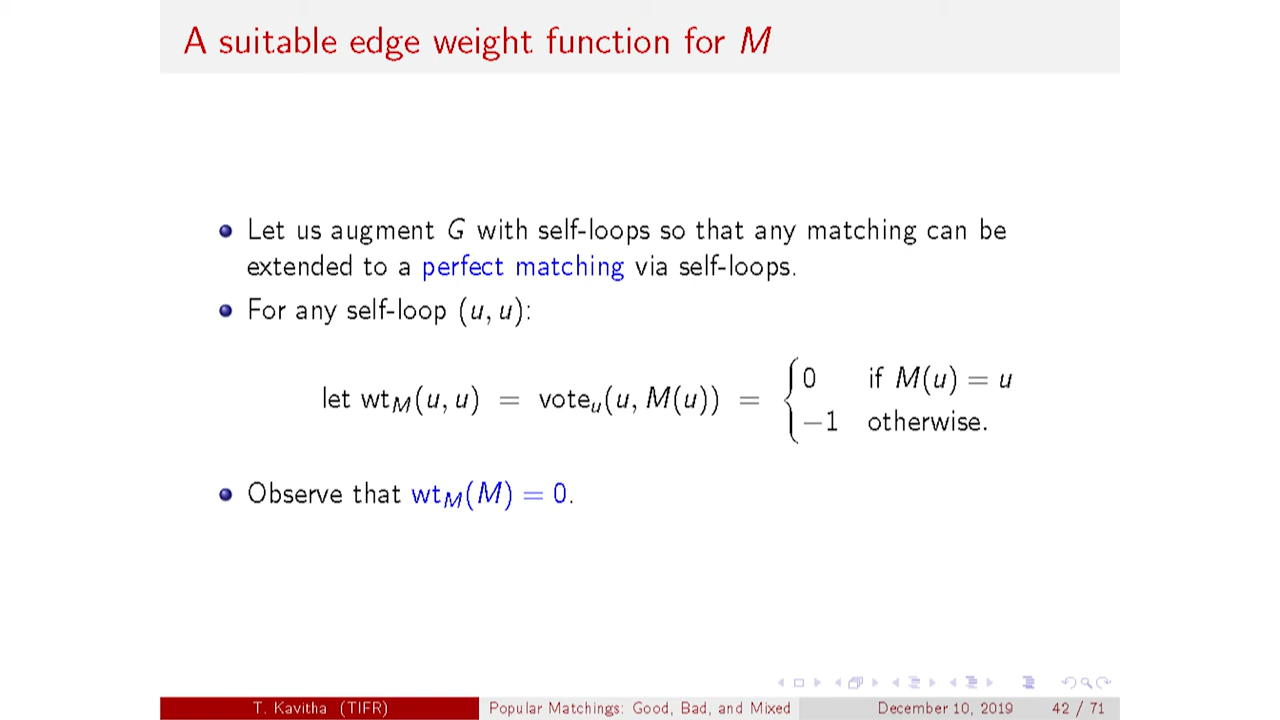 A suitable edge weight function for M
Let us augment G with self-loops so that any matching can be
extended to a perfect matching via self-loops.
For any self-loop (u, u):
let wt_M(u, u) = vote_u(u, M(u)) = { 0 if M(u) = u
−1 otherwise.
Observe that wt_M(M) = 0.
T. Kavitha (TIFR) Popular Matchings: Good, Bad, and Mixed December 10, 2019 42 / 71